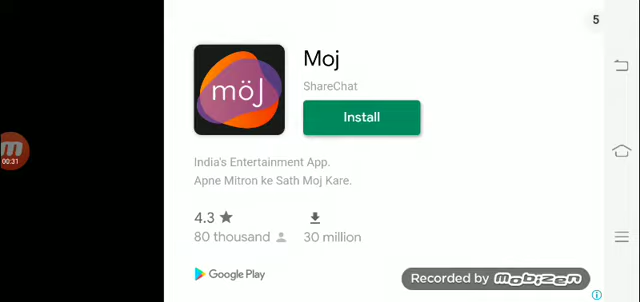 5
Moj
ShareChat
möj
Install
India's Entertainment App.
Apne Mitron ke Sath Moj Kare.
4.3
80 thousand
30 million
00:31
Google Play
Recorded by mobizen